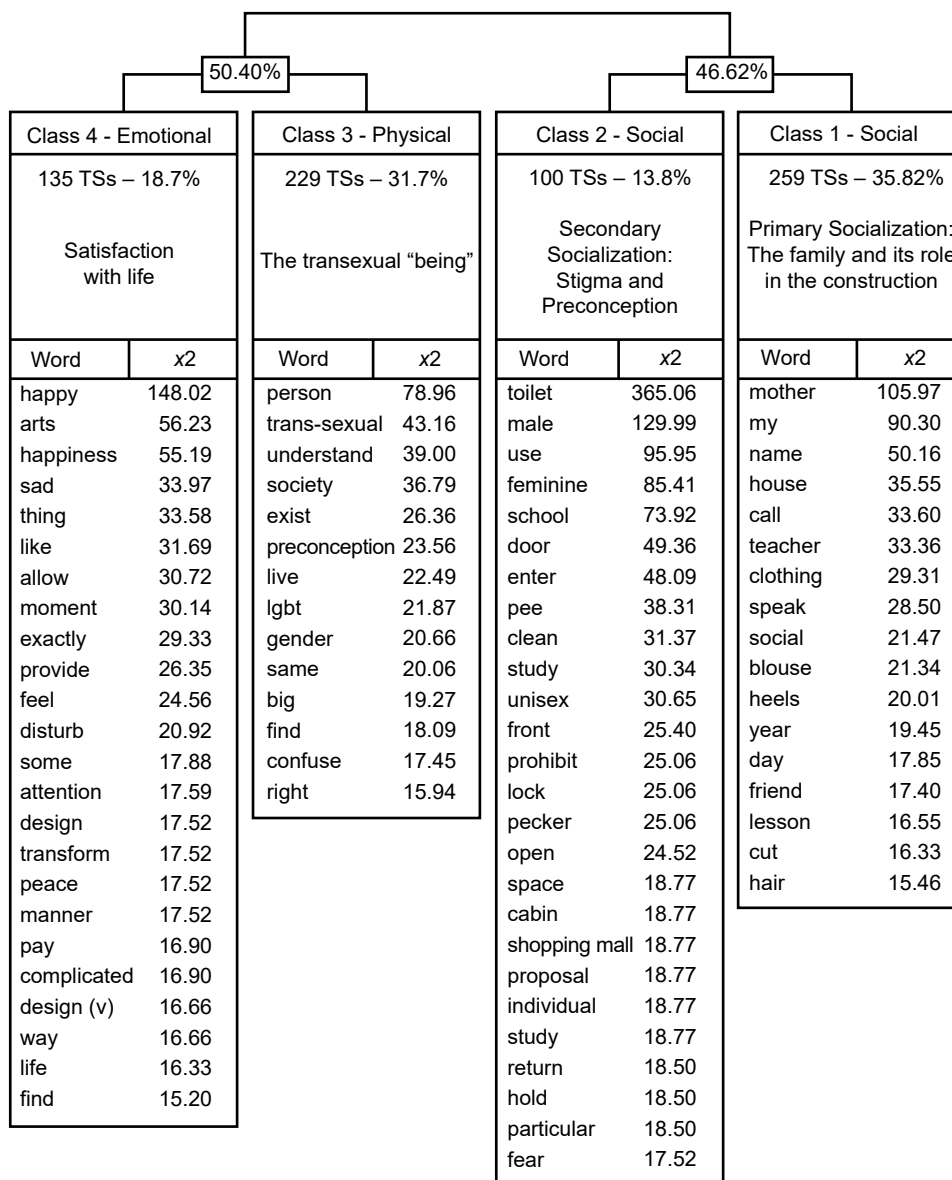 50.40%
46.62%
Class 4 - Emotional
135 TSs – 18.7%
Satisfaction
with life
Word x2
happy 148.02
arts 56.23
happiness 55.19
sad 33.97
thing 33.58
like 31.69
allow 30.72
moment 30.14
exactly 29.33
provide 26.35
feel 24.56
disturb 20.92
some 17.88
attention 17.59
design 17.52
transform 17.52
peace 17.52
manner 17.52
pay 16.90
complicated 16.90
design (v) 16.66
way 16.66
life 16.33
find 15.20
Class 3 - Physical
229 TSs – 31.7%
The transexual “being”
Word x2
person 78.96
trans-sexual 43.16
understand 39.00
society 36.79
exist 26.36
preconception 23.56
live 22.49
lgbt 21.87
gender 20.66
same 20.06
big 19.27
find 18.09
confuse 17.45
right 15.94
Class 2 - Social
100 TSs – 13.8%
Secondary
Socialization:
Stigma and
Preconception
Word x2
toilet 365.06
male 129.99
use 95.95
feminine 85.41
school 73.92
door 49.36
enter 48.09
pee 38.31
clean 31.37
study 30.34
unisex 30.65
front 25.40
prohibit 25.06
lock 25.06
pecker 25.06
open 24.52
space 18.77
cabin 18.77
shopping mall 18.77
proposal 18.77
individual 18.77
study 18.77
return 18.50
hold 18.50
particular 18.50
fear 17.52
Class 1 - Social
259 TSs – 35.82%
Primary Socialization:
The family and its role
in the construction
Word x2
mother 105.97
my 90.30
name 50.16
house 35.55
call 33.60
teacher 33.36
clothing 29.31
speak 28.50
social 21.47
blouse 21.34
heels 20.01
year 19.45
day 17.85
friend 17.40
lesson 16.55
cut 16.33
hair 15.46